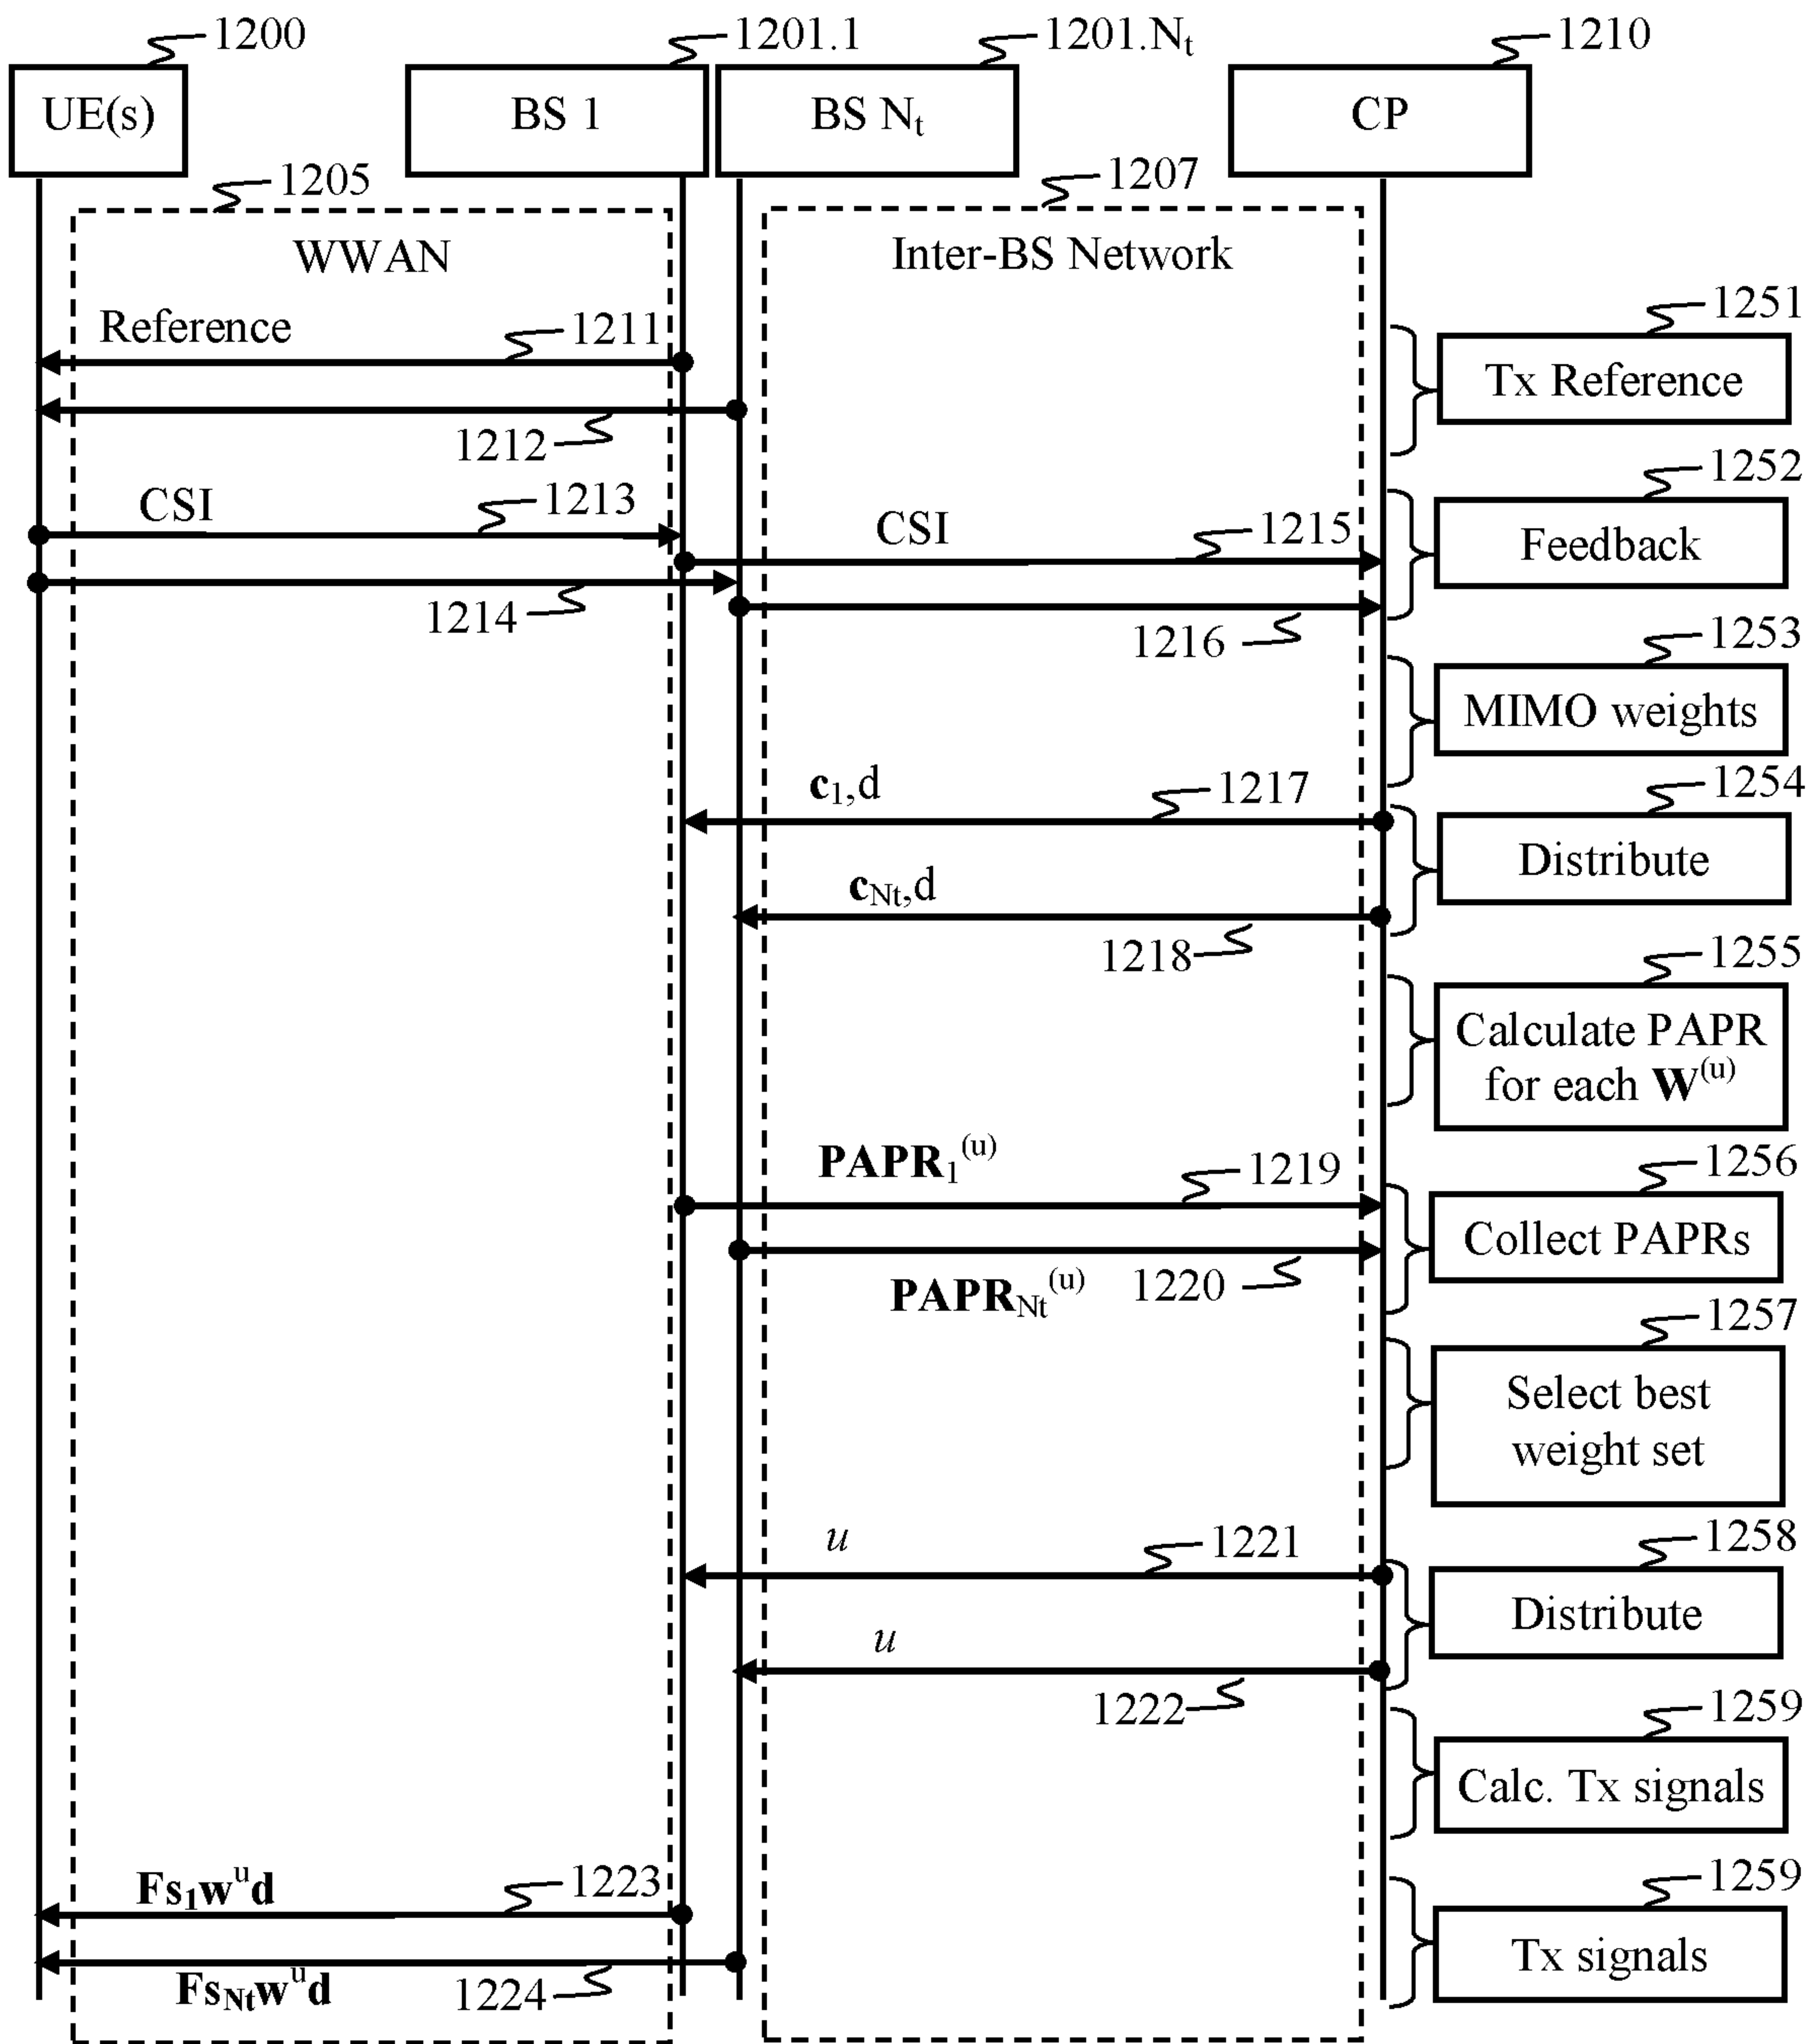 1200
1201.1
1201.Nt
1210
UE(s)
BS 1
BS Nt
CP
1205
1207
WWAN
Inter-BS Network
1251
Reference
1211
Tx Reference
1212
1252
CSI
1213
CSI
1215
Feedback
1214
1216
1253
MIMO weights
c1,d
1217
1254
Distribute
cNt,d
1218
1255
Calculate PAPR
for each W(u)
PAPR1(u)
1219
1256
Collect PAPRs
PAPRNt(u)
1220
1257
Select best
weight set
u
1221
1258
Distribute
u
1222
1259
Calc. Tx signals
Fs1wud
1223
1259
Tx signals
FsNtwud
1224